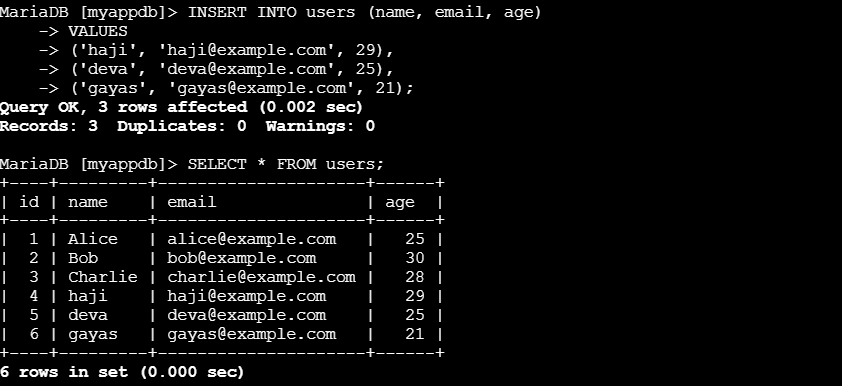 MariaDB [myappdb]> INSERT INTO users (name, email, age)
    -> VALUES
    -> ('haji', 'haji@example.com', 29),
    -> ('deva', 'deva@example.com', 25),
    -> ('gayas', 'gayas@example.com', 21);
Query OK, 3 rows affected (0.002 sec)
Records: 3  Duplicates: 0  Warnings: 0

MariaDB [myappdb]> SELECT * FROM users;
+----+---------+---------------------+------+
| id | name    | email               | age  |
+----+---------+---------------------+------+
|  1 | Alice   | alice@example.com   |   25 |
|  2 | Bob     | bob@example.com     |   30 |
|  3 | Charlie | charlie@example.com |   28 |
|  4 | haji    | haji@example.com    |   29 |
|  5 | deva    | deva@example.com    |   25 |
|  6 | gayas   | gayas@example.com   |   21 |
+----+---------+---------------------+------+
6 rows in set (0.000 sec)